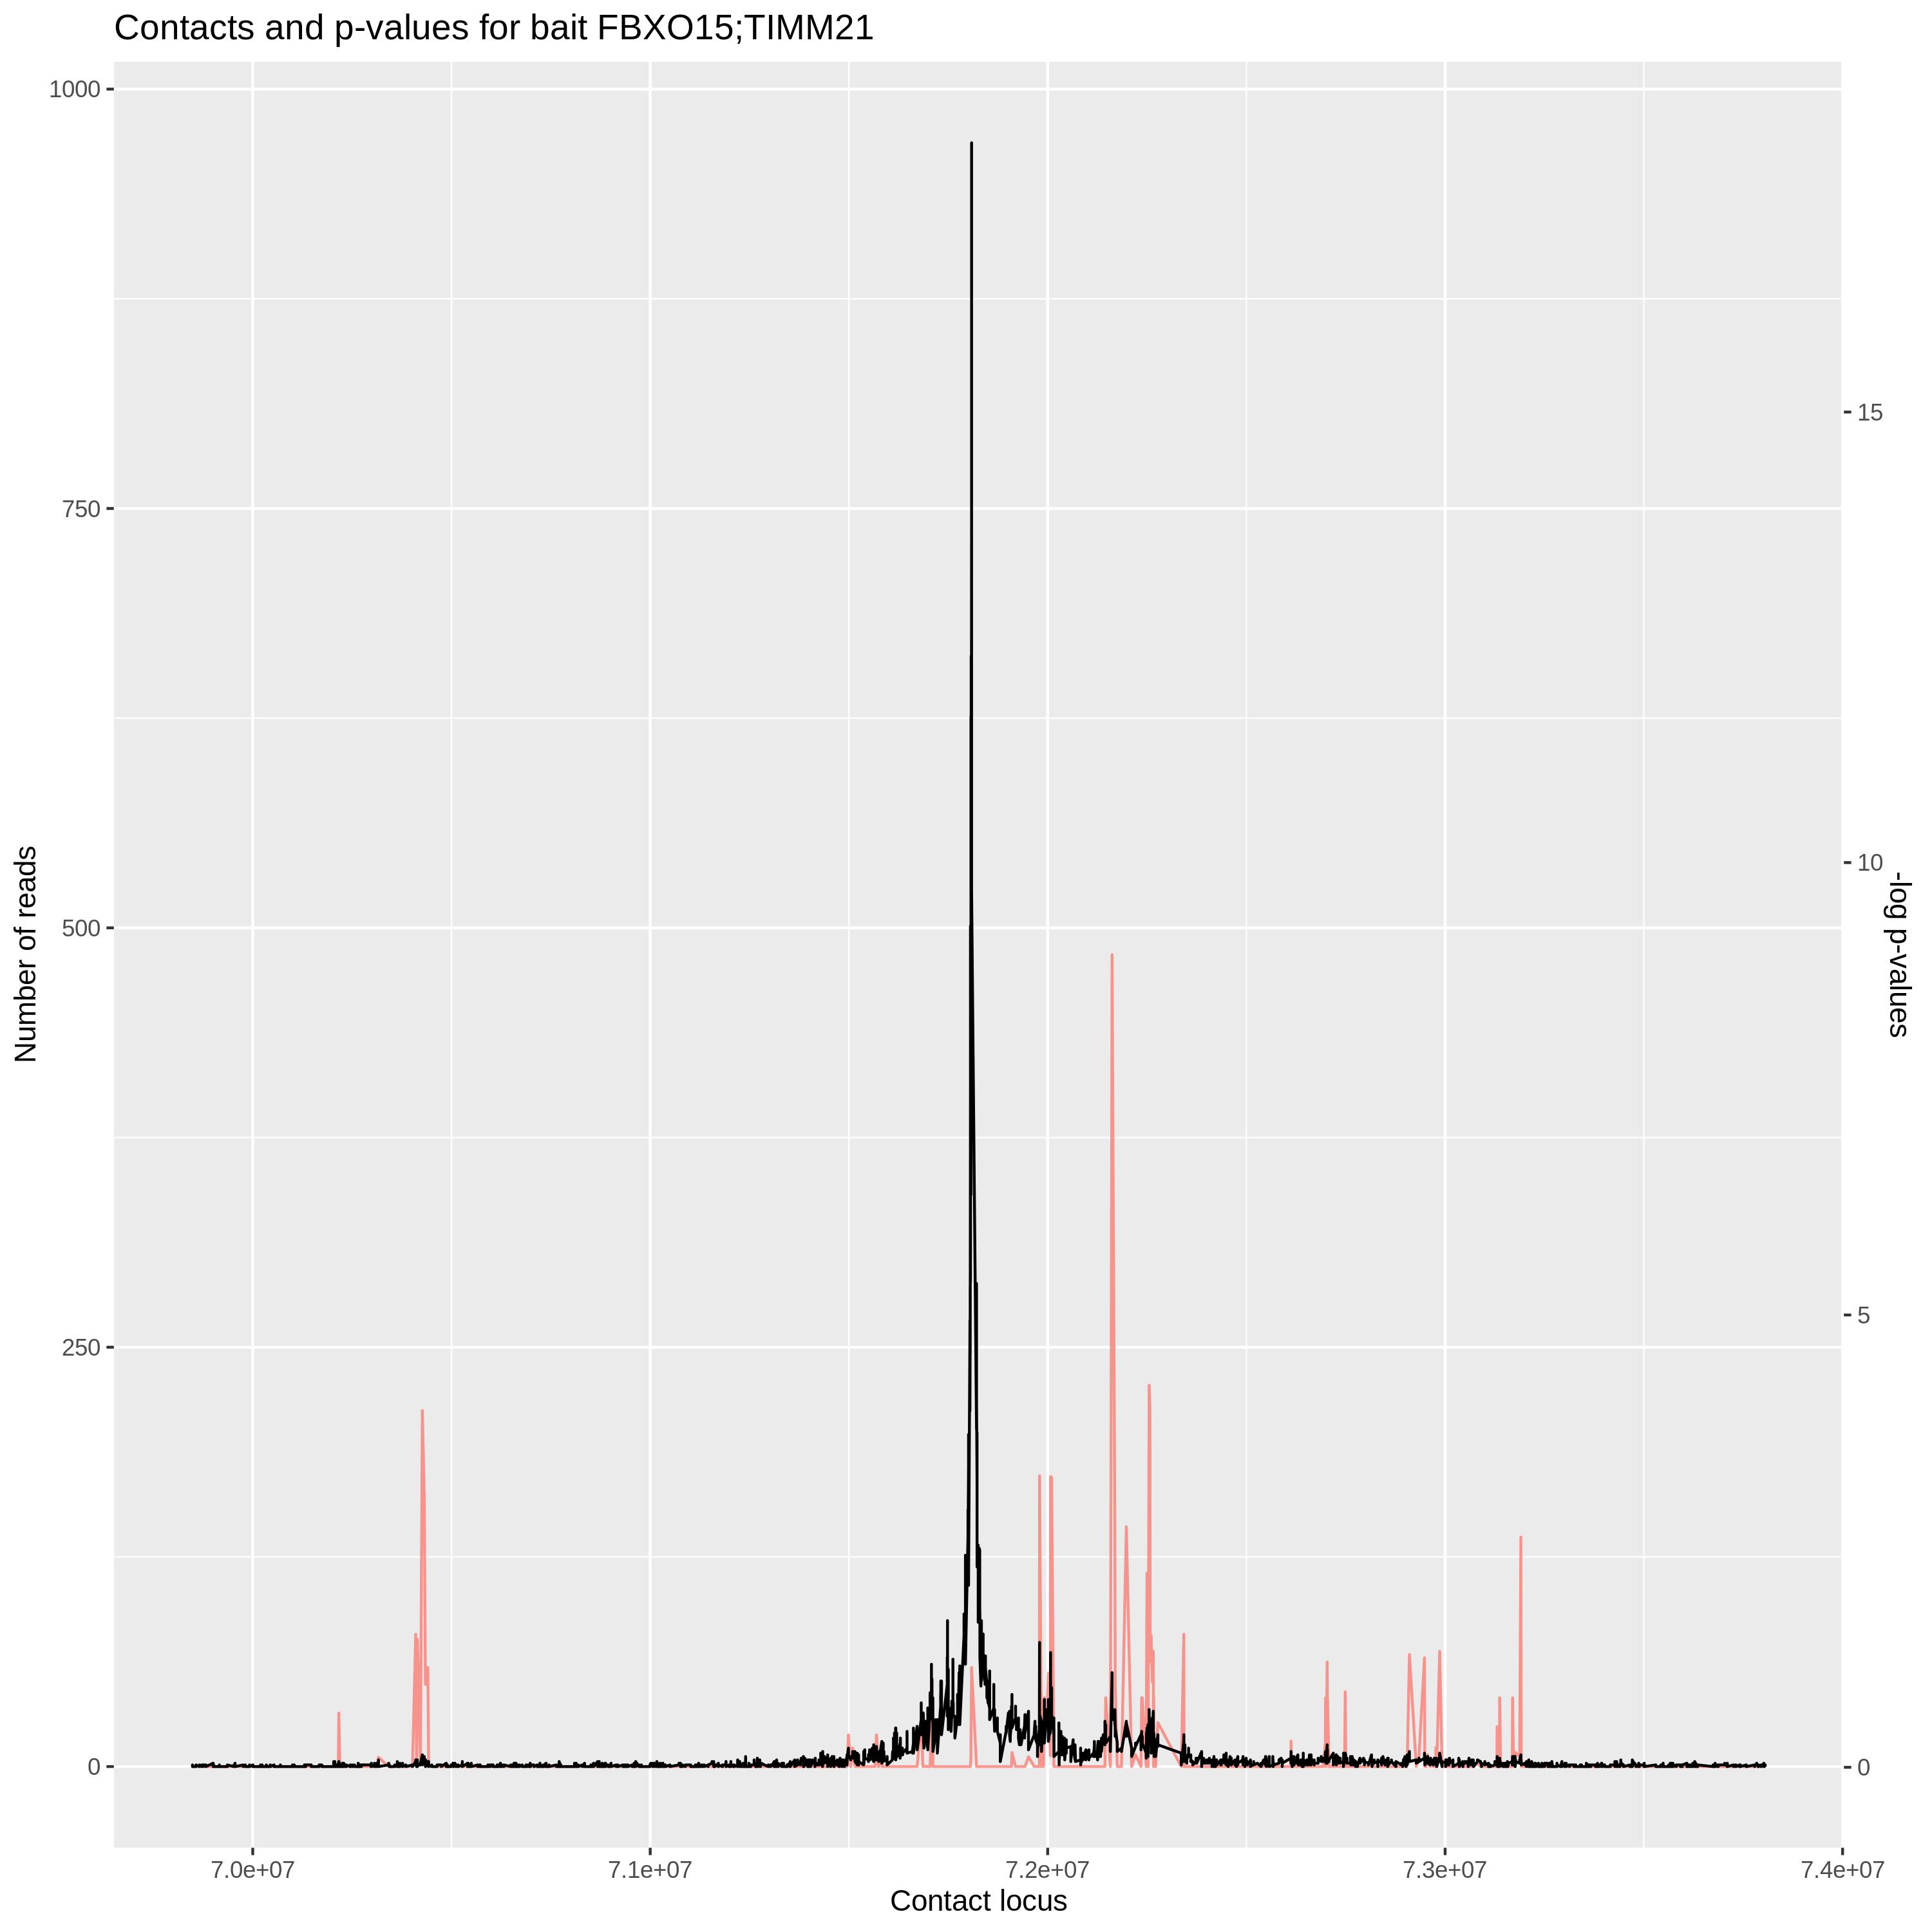 Contacts and p-values for bait FBXO15;TIMM21
1000
750
500
250
0
Number of reads
15
10
5
0
-log p-values
7.0e+07
7.1e+07
7.2e+07
7.3e+07
7.4e+07
Contact locus